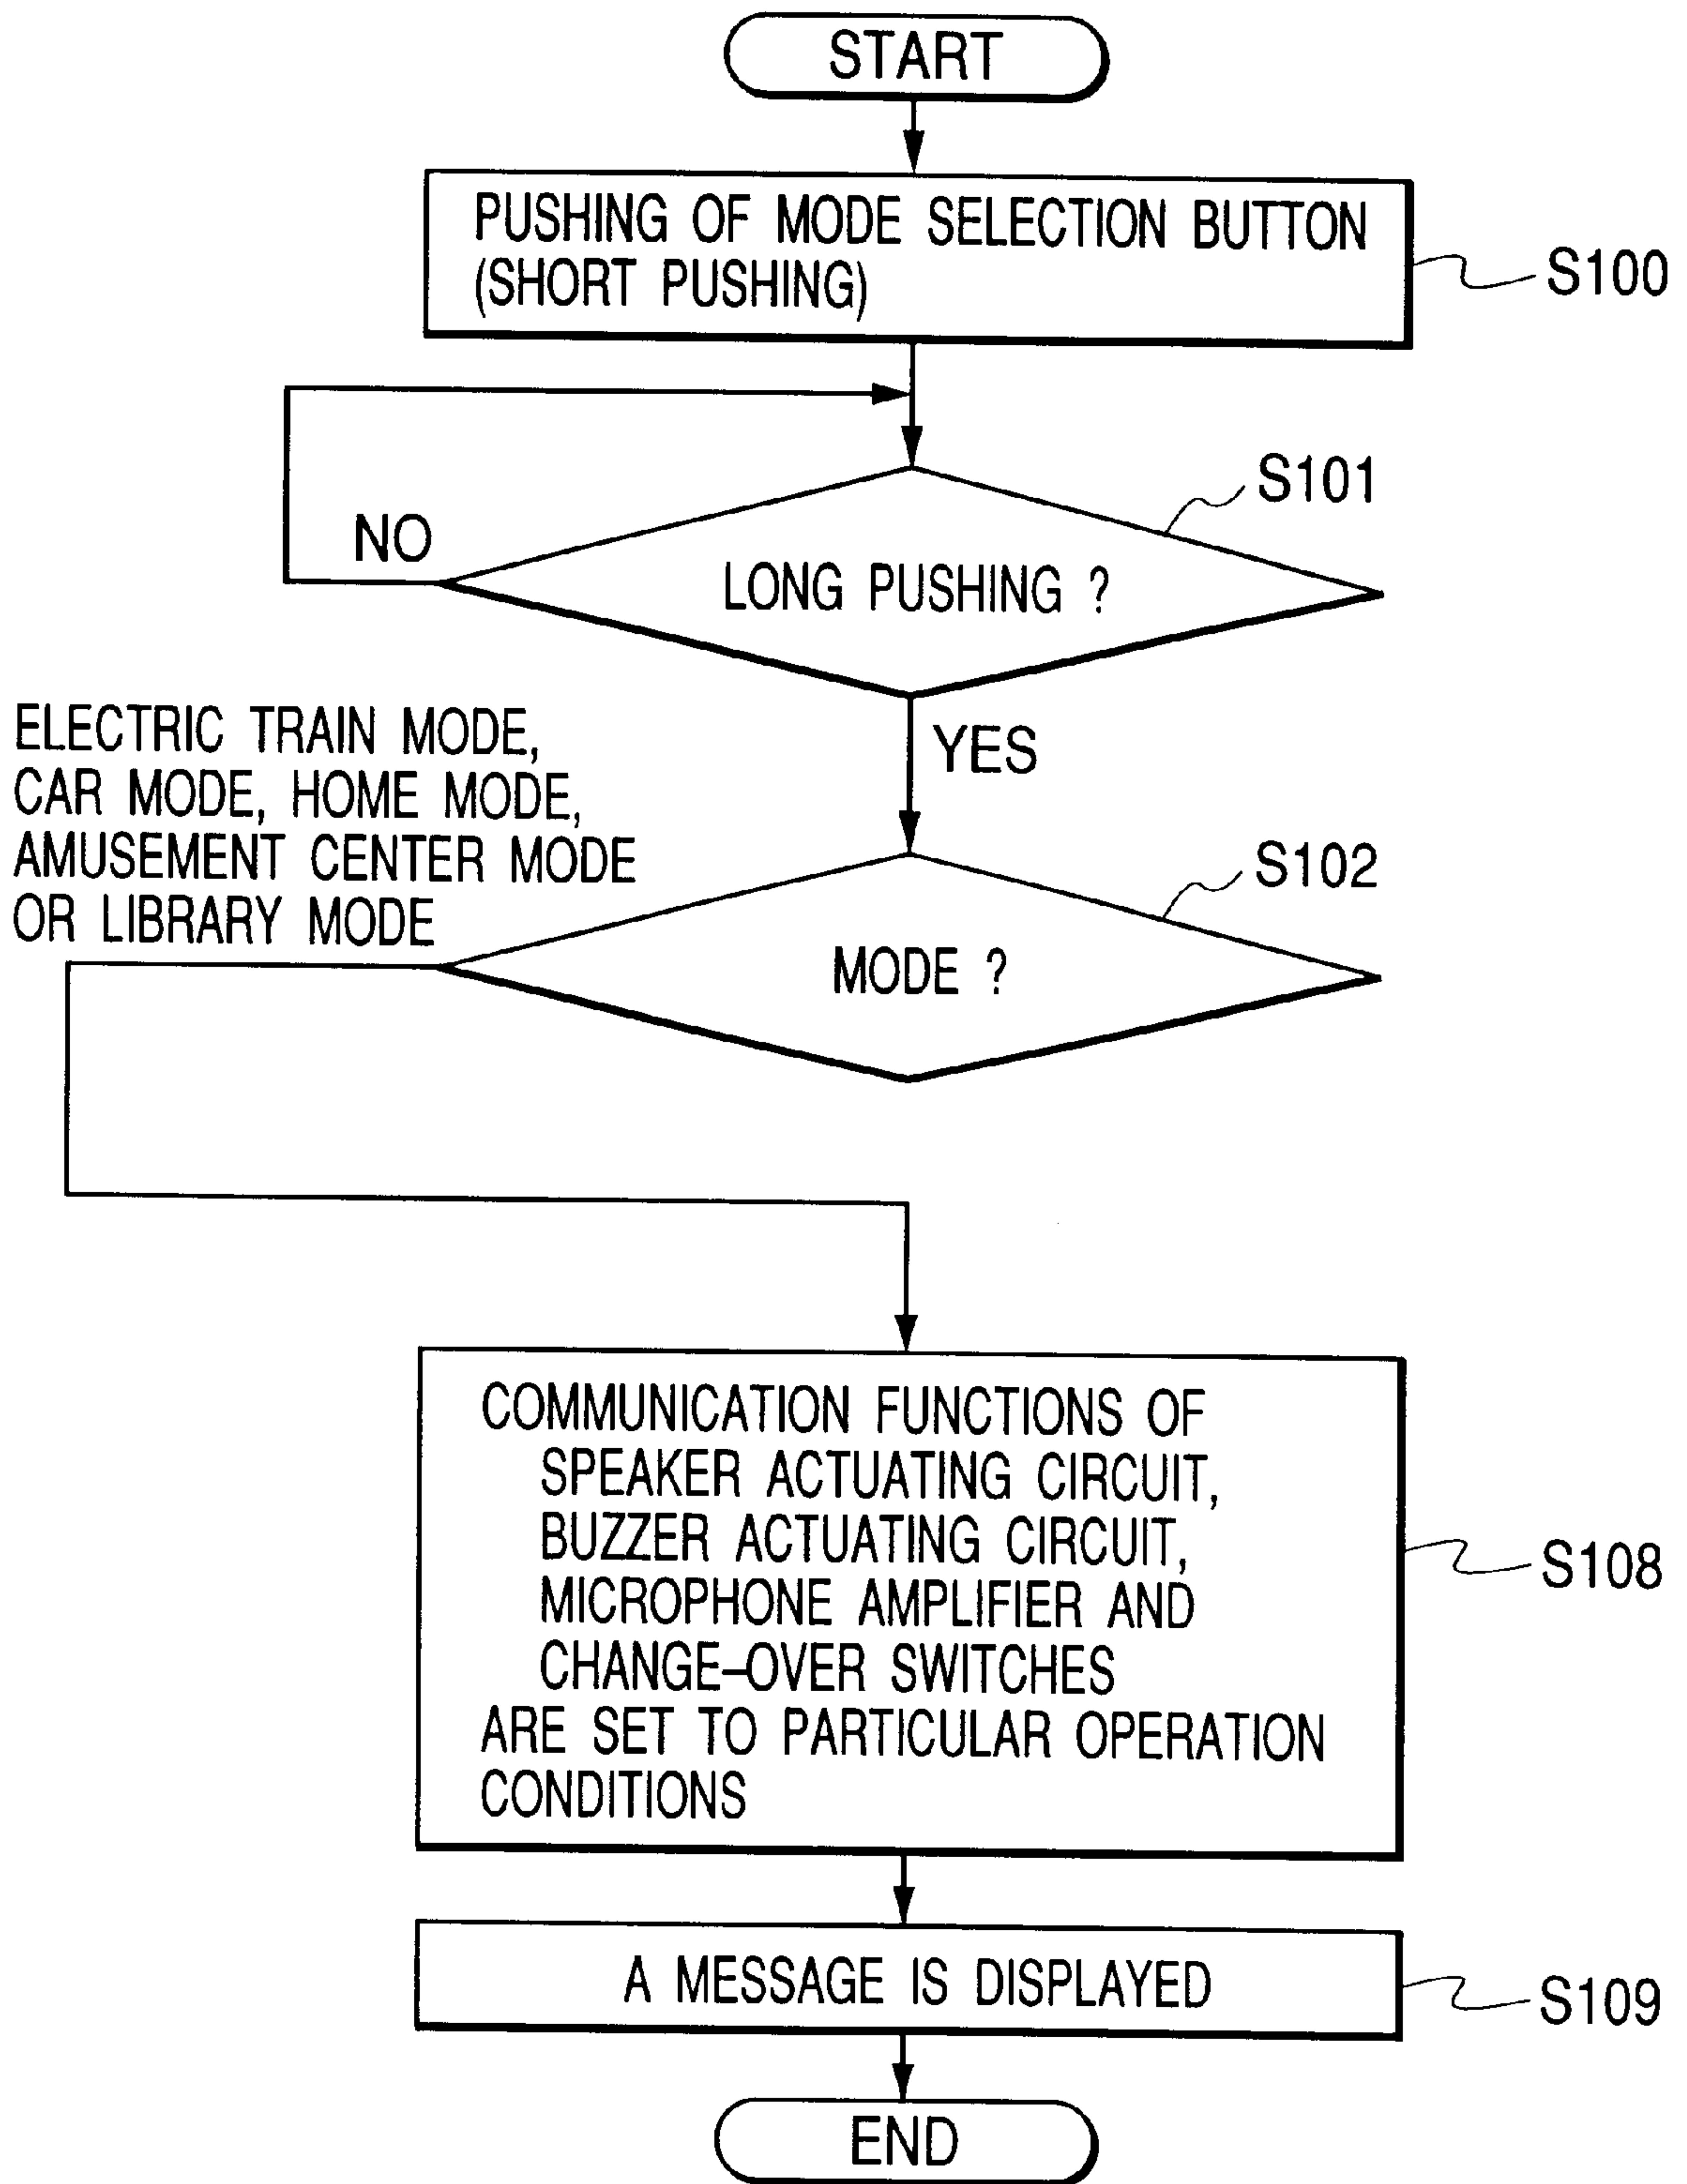 START
PUSHING OF MODE SELECTION BUTTON
(SHORT PUSHING)
S100
S101
NO
LONG PUSHING ?
YES
ELECTRIC TRAIN MODE,
CAR MODE, HOME MODE,
AMUSEMENT CENTER MODE
OR LIBRARY MODE
S102
MODE ?
COMMUNICATION FUNCTIONS OF
SPEAKER ACTUATING CIRCUIT,
BUZZER ACTUATING CIRCUIT,
MICROPHONE AMPLIFIER AND
CHANGE–OVER SWITCHES
ARE SET TO PARTICULAR OPERATION
CONDITIONS
S108
A MESSAGE IS DISPLAYED
S109
END